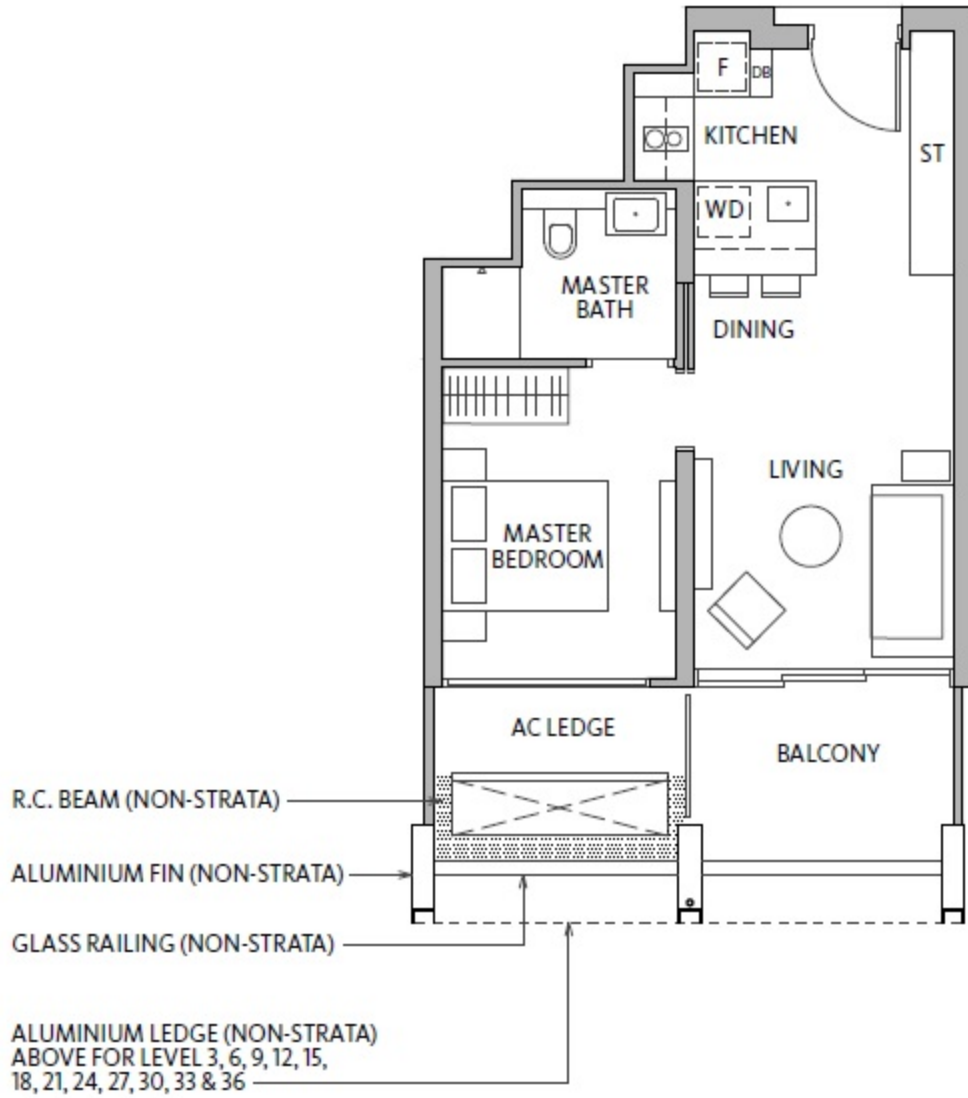 F
DB
KITCHEN
ST
WD
MASTER
BATH
DINING
LIVING
MASTER
BEDROOM
AC LEDGE
BALCONY
R.C. BEAM (NON-STRATA)
ALUMINIUM FIN (NON-STRATA)
GLASS RAILING (NON-STRATA)
ALUMINIUM LEDGE (NON-STRATA)
ABOVE FOR LEVEL 3, 6, 9, 12, 15,
18, 21, 24, 27, 30, 33 & 36